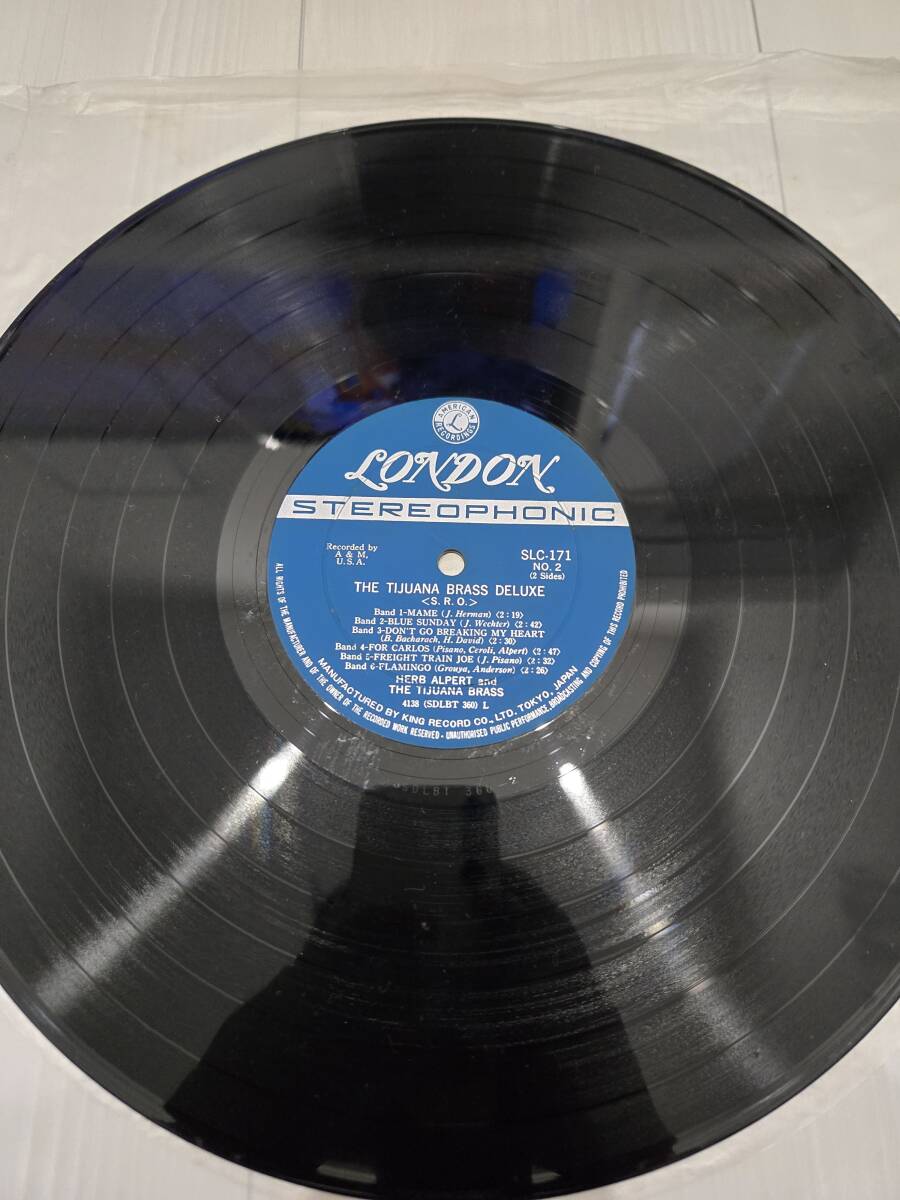 AMERICAN
L
RECORDINGS
LONDON
STEREOPHONIC
Recorded by
A & M,
U.S.A.
SLC-171
NO. 2
(2 Sides)
THE TIJUANA BRASS DELUXE
<S. R. O.>
Band 1-MAME (J. Herman) (2:19)
Band 2-BLUE SUNDAY (J. Wechter) (2:42)
Band 3-DON'T GO BREAKING MY HEART
(B. Bacharach, H. David) (2:30)
Band 4-FOR CARLOS (Pisano, Ceroli, Alpert) (2:47)
Band 5-FREIGHT TRAIN JOE (J. Pisano) (2:32)
Band 6-FLAMINGO (Grouya, Anderson) (2:26)
HERB ALPERT and
THE TIJUANA BRASS
4138 (SDLBT 360) L
MANUFACTURED BY KING RECORD CO., LTD. TOKYO, JAPAN
ALL RIGHTS OF THE MANUFACTURER AND OF THE OWNER OF THE RECORDED WORK RESERVED - UNAUTHORISED PUBLIC PERFORMANCE, BROADCASTING AND COPYING OF THIS RECORD PROHIBITED
SDLBT 360